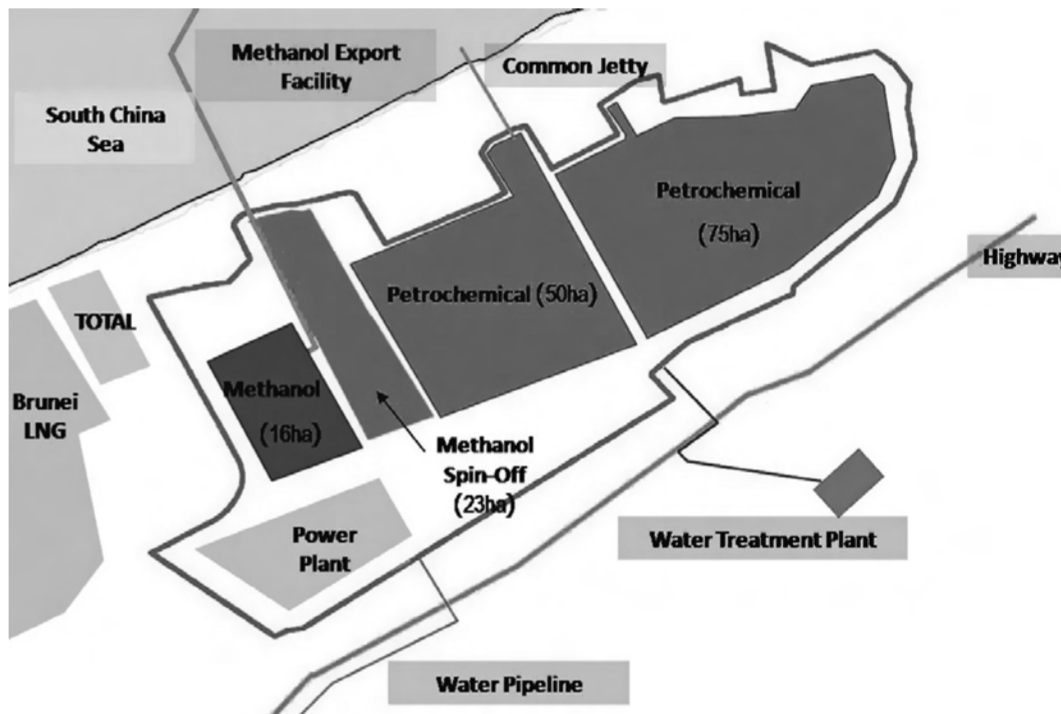 Methanol Export
Facility
Common Jetty
South China
Sea
Petrochemical
(75ha)
Highway
Petrochemical (50ha)
TOTAL
Methanol
(16ha)
Brunei
LNG
Methanol
Spin-Off
(23ha)
Power
Plant
Water Treatment Plant
Water Pipeline